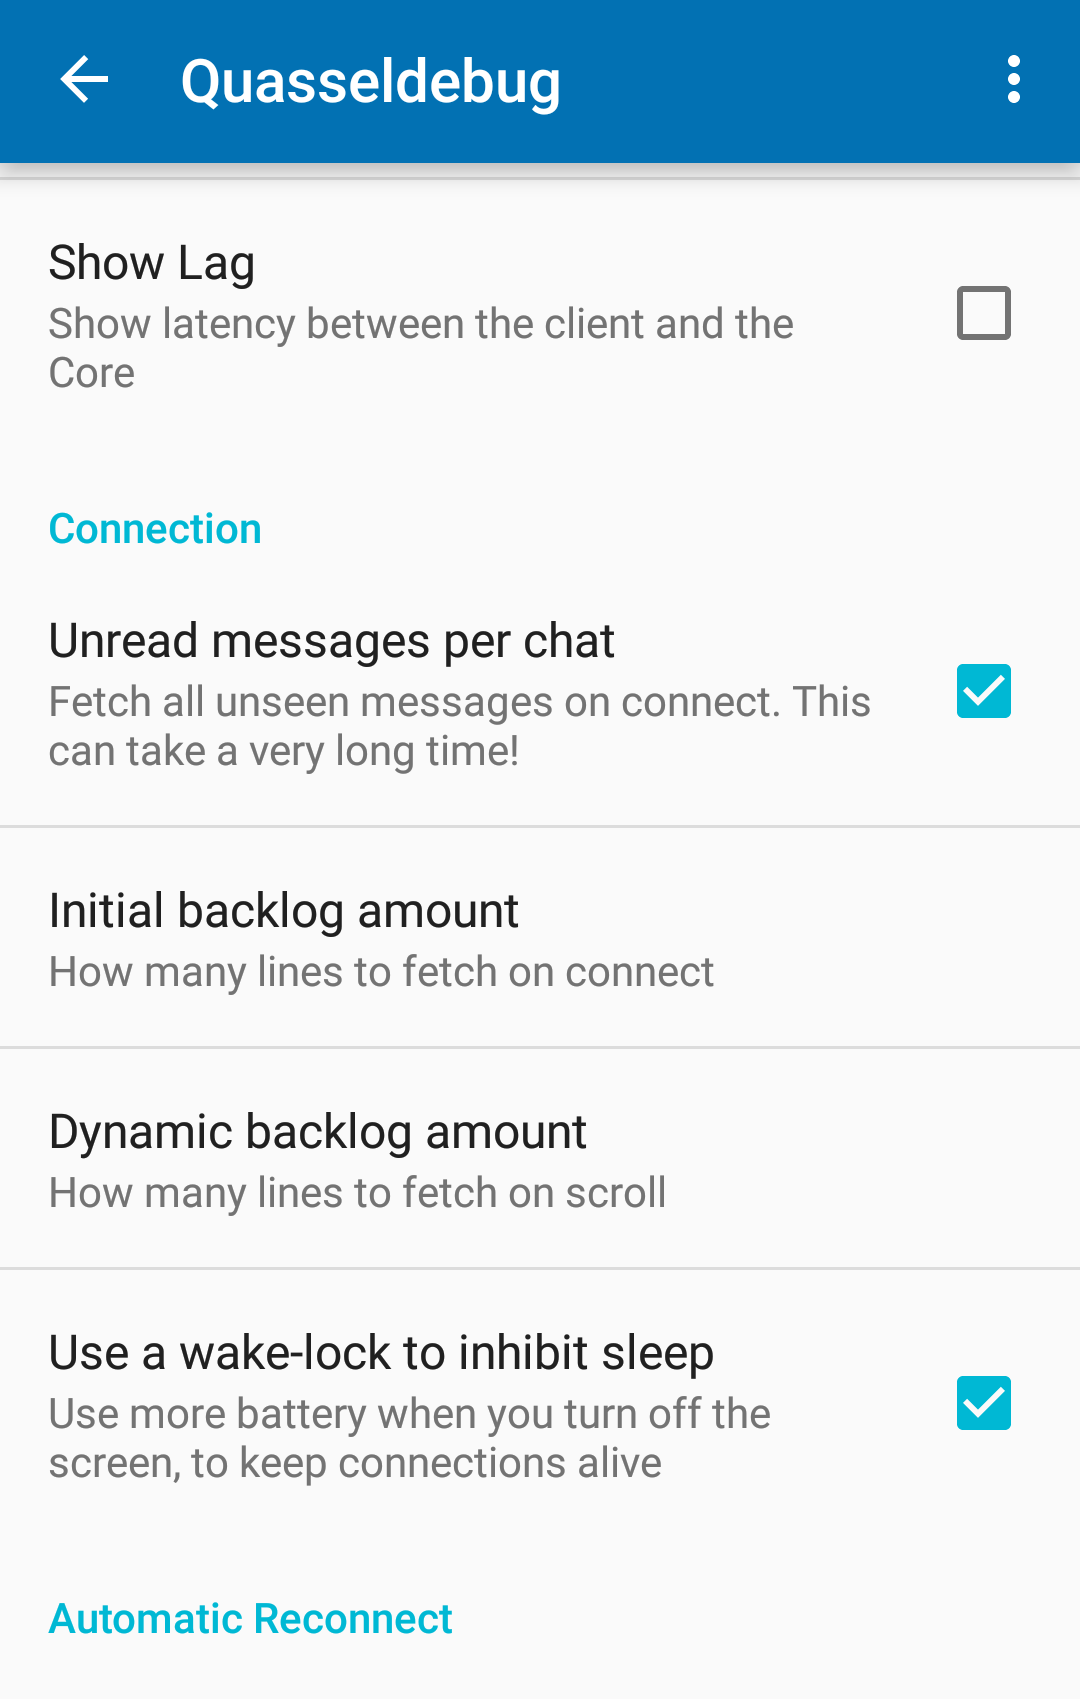 Quasseldebug
Show Lag
Show latency between the client and the
Core
Connection
Unread messages per chat
Fetch all unseen messages on connect. This
can take a very long time!
Initial backlog amount
How many lines to fetch on connect
Dynamic backlog amount
How many lines to fetch on scroll
Use a wake-lock to inhibit sleep
Use more battery when you turn off the
screen, to keep connections alive
Automatic Reconnect